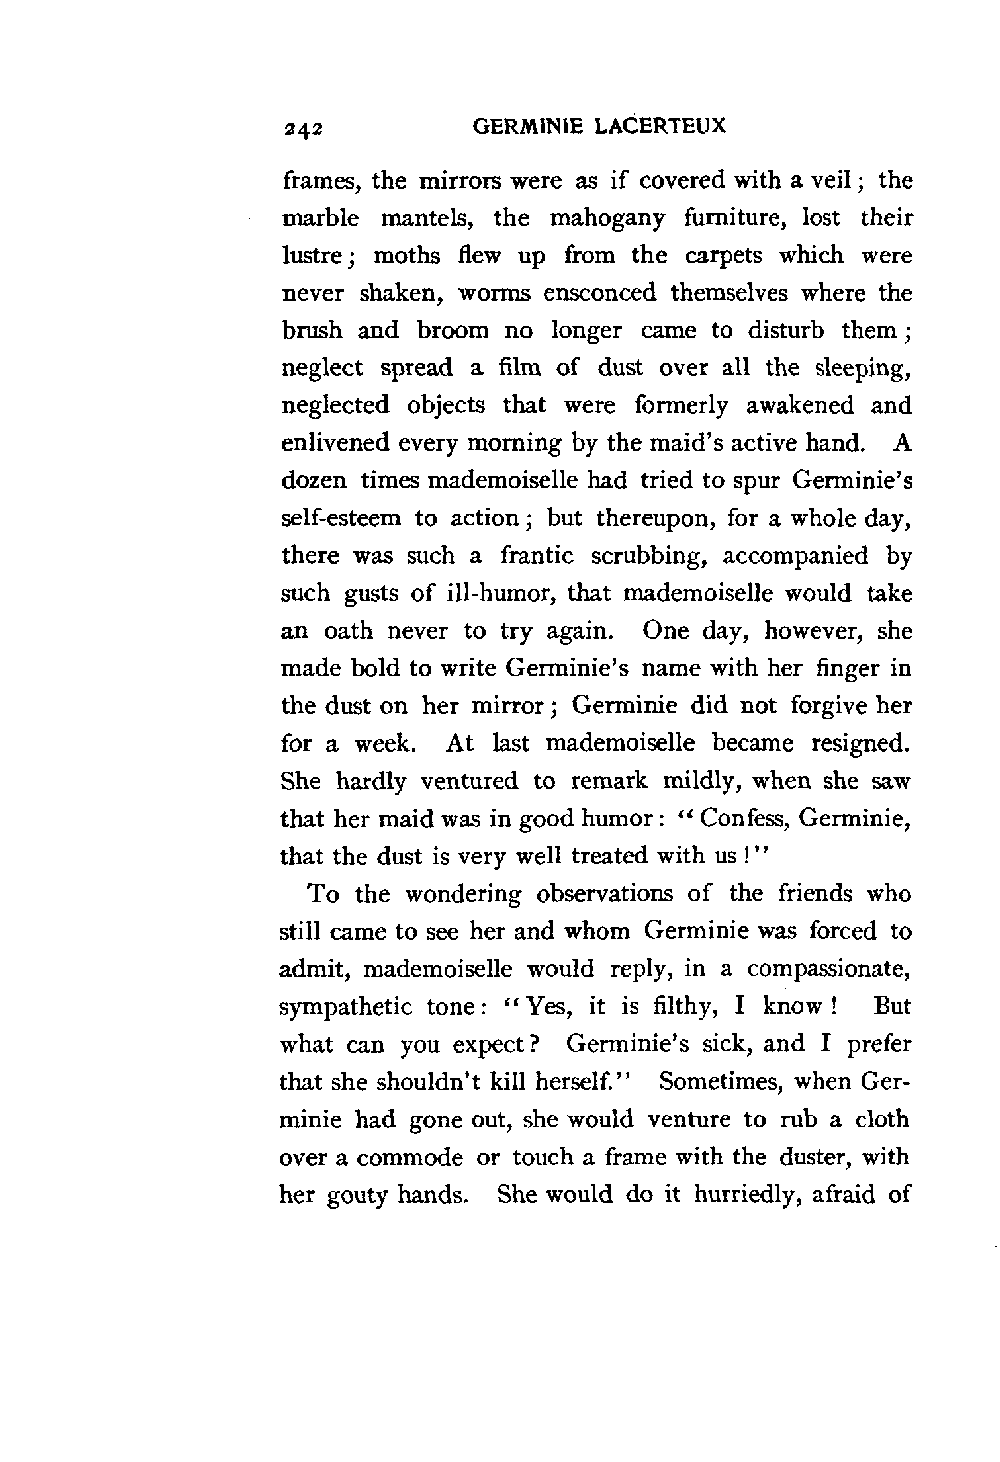 242 GERMINIE LACERTEUX
frames, the mirrors were as if covered with a veil; the
marble mantels, the mahogany furniture, lost their
lustre; moths flew up from the carpets which were
never shaken, worms ensconced themselves where the
brush and broom no longer came to disturb them;
neglect spread a film of dust over all the sleeping,
neglected objects that were formerly awakened and
enlivened every morning by the maid's active hand. A
dozen times mademoiselle had tried to spur Germinie's
self-esteem to action; but thereupon, for a whole day,
there was such a frantic scrubbing, accompanied by
such gusts of ill-humor, that mademoiselle would take
an oath never to try again. One day, however, she
made bold to write Germinie's name with her finger in
the dust on her mirror; Germinie did not forgive her
for a week. At last mademoiselle became resigned.
She hardly ventured to remark mildly, when she saw
that her maid was in good humor: "Confess, Germinie,
that the dust is very well treated with us!"
To the wondering observations of the friends who
still came to see her and whom Germinie was forced to
admit, mademoiselle would reply, in a compassionate,
sympathetic tone: "Yes, it is filthy, I know! But
what can you expect? Germinie's sick, and I prefer
that she shouldn't kill herself." Sometimes, when Ger-
minie had gone out, she would venture to rub a cloth
over a commode or touch a frame with the duster, with
her gouty hands. She would do it hurriedly, afraid of